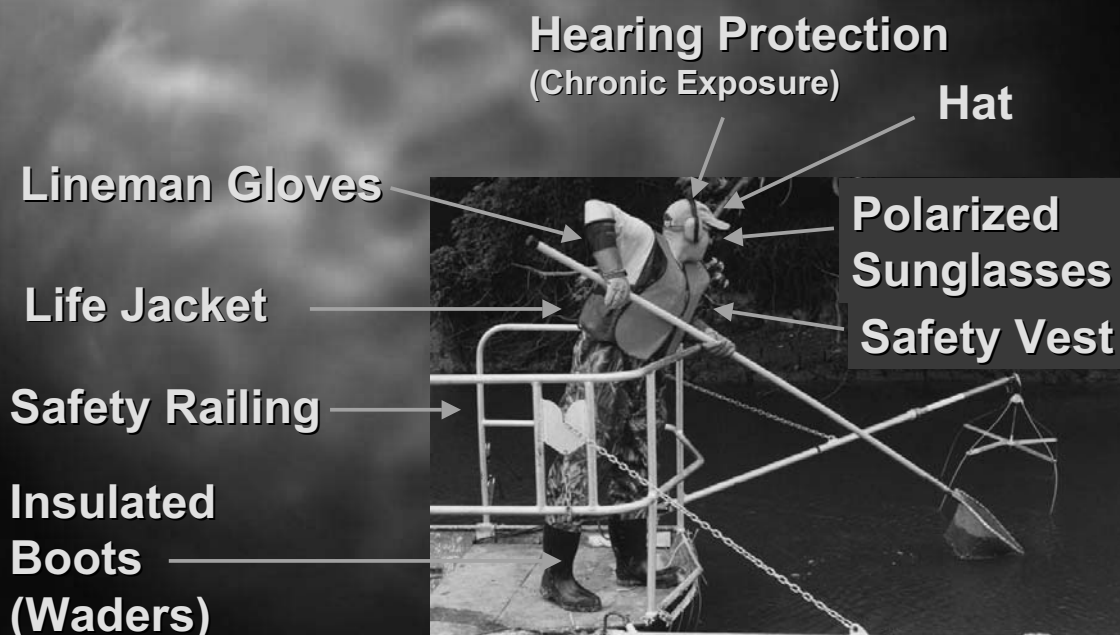 Hearing Protection
(Chronic Exposure)
Hat
Lineman Gloves
Polarized
Sunglasses
Life Jacket
Safety Vest
Safety Railing
Insulated
Boots
(Waders)